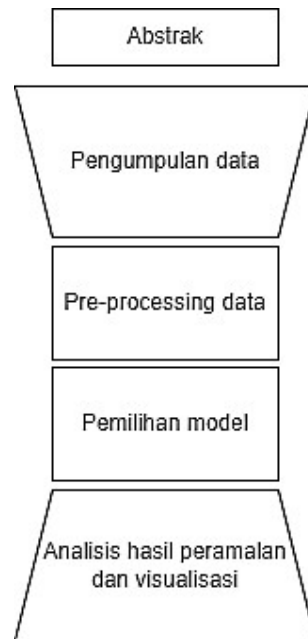 Abstrak
Pengumpulan data
Pre-processing data
Pemilihan model
Analisis hasil peramalan
dan visualisasi